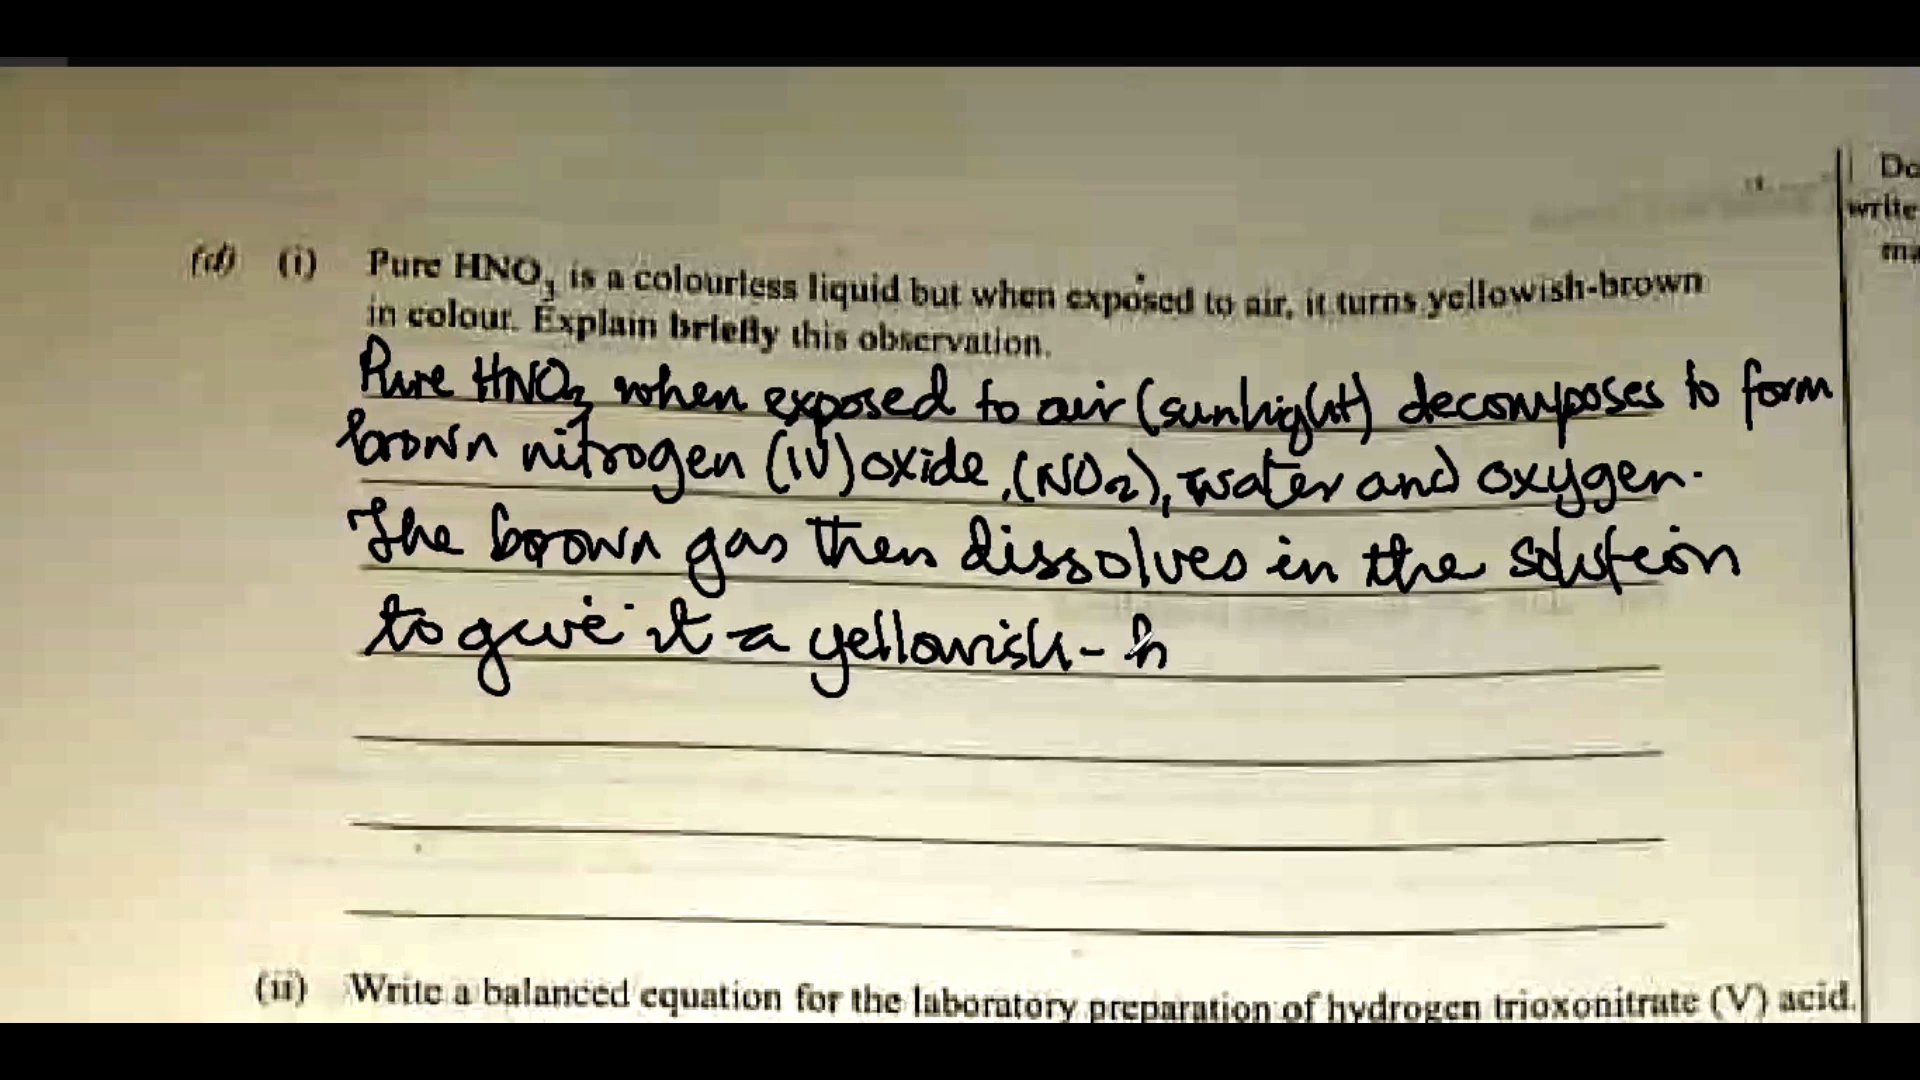 Do
write
ma
(d) (i) Pure HNO₃ is a colourless liquid but when exposed to air, it turns yellowish-brown
in colour. Explain briefly this observation.
Pure HNO₃ when exposed to air (sunlight) decomposes to form
brown nitrogen (IV) oxide, (NO₂), water and oxygen.
The brown gas then dissolves in the solution
to give it a yellowish-
(ii) Write a balanced equation for the laboratory preparation of hydrogen trioxonitrate (V) acid.